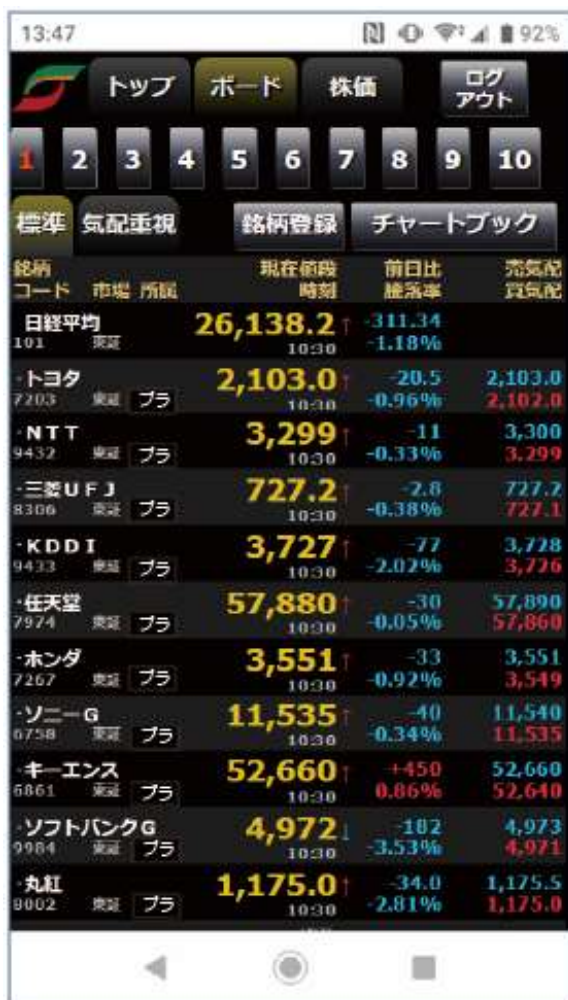 13:47 92%
トップ ボード 株価 ログアウト
1 2 3 4 5 6 7 8 9 10
標準 気配重視 銘柄登録 チャートブック
銘柄 現在値段 前日比 売気配
コード 市場 所属 時刻 騰落率 買気配
日経平均 26,138.2↑ -311.34
101 東証 10:30 -1.18%
・トヨタ 2,103.0↑ -20.5 2,103.0
7203 東証 プラ 10:30 -0.96% 2,102.0
・NTT 3,299↑ -11 3,300
9432 東証 プラ 10:30 -0.33% 3,299
・三菱UFJ 727.2↑ -2.8 727.2
8306 東証 プラ 10:30 -0.38% 727.1
・KDDI 3,727↑ -77 3,728
9433 東証 プラ 10:30 -2.02% 3,726
・任天堂 57,880↑ -30 57,890
7974 東証 プラ 10:30 -0.05% 57,860
・ホンダ 3,551↑ -33 3,551
7267 東証 プラ 10:30 -0.92% 3,549
・ソニーG 11,535↑ -40 11,540
6758 東証 プラ 10:30 -0.34% 11,535
・キーエンス 52,660↑ +450 52,660
6861 東証 プラ 10:30 0.86% 52,640
・ソフトバンクG 4,972↓ -182 4,973
9984 東証 プラ 10:30 -3.53% 4,971
・丸紅 1,175.0↑ -34.0 1,175.5
8002 東証 プラ 10:30 -2.81% 1,175.0